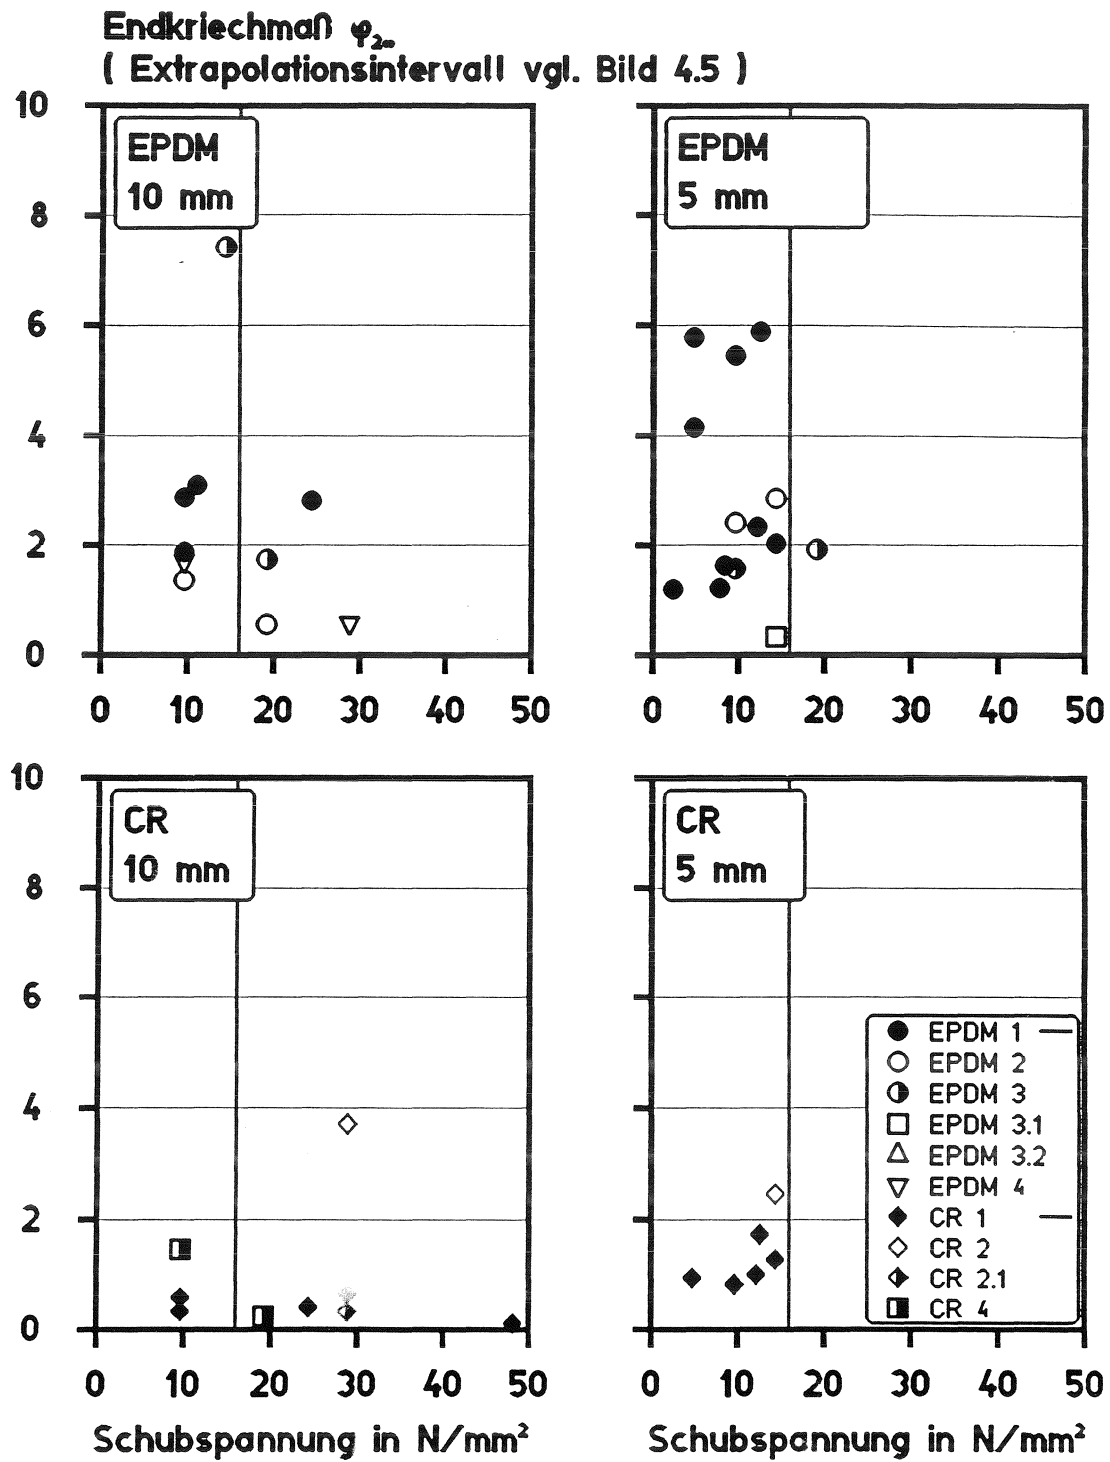 Endkriechmaß φ₂∞
( Extrapolationsintervall vgl. Bild 4.5 )
10
8
6
4
2
0
EPDM
10 mm
0 10 20 30 40 50
EPDM
5 mm
0 10 20 30 40 50
10
8
6
4
2
0
CR
10 mm
0 10 20 30 40 50
Schubspannung in N/mm²
CR
5 mm
EPDM 1
EPDM 2
EPDM 3
EPDM 3.1
EPDM 3.2
EPDM 4
CR 1
CR 2
CR 2.1
CR 4
0 10 20 30 40 50
Schubspannung in N/mm²